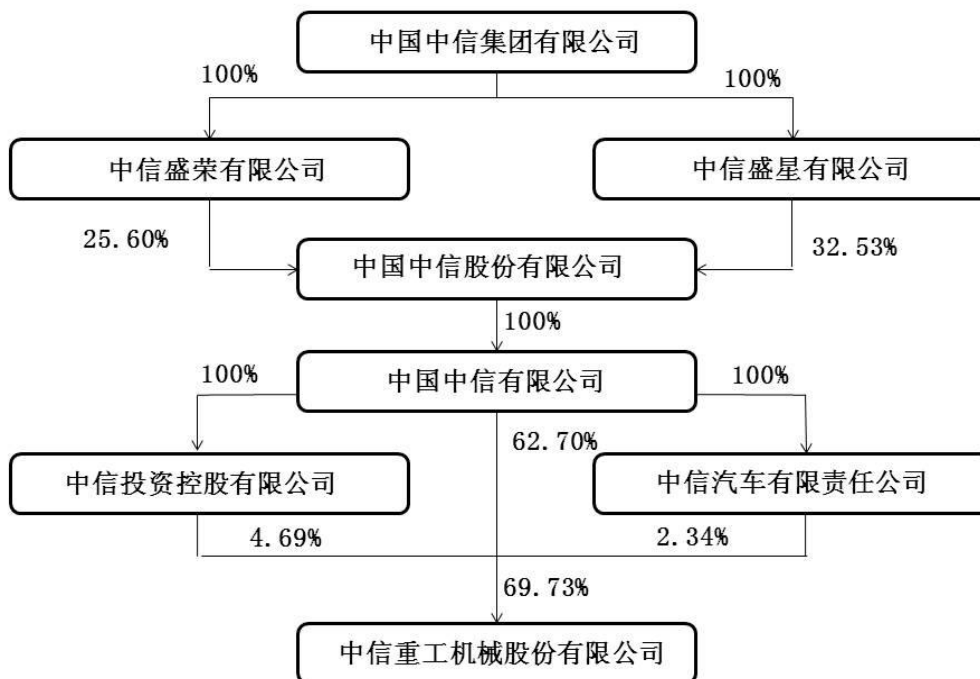 中国中信集团有限公司
100%
100%
中信盛荣有限公司
中信盛星有限公司
25.60%
32.53%
中国中信股份有限公司
100%
中国中信有限公司
100%
100%
62.70%
中信投资控股有限公司
中信汽车有限责任公司
4.69%
2.34%
69.73%
中信重工机械股份有限公司